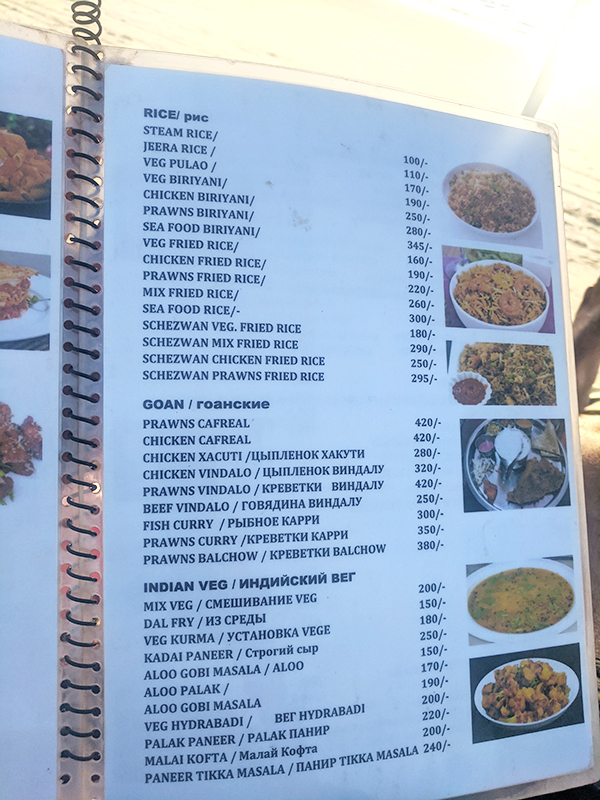 RICE/ рис
STEAM RICE/ 100/-
JEERA RICE / 110/-
VEG PULAO / 170/-
VEG BIRIYANI/ 190/-
CHICKEN BIRIYANI/ 250/-
PRAWNS BIRIYANI/ 280/-
SEA FOOD BIRIYANI/ 345/-
VEG FRIED RICE/ 160/-
CHICKEN FRIED RICE/ 190/-
PRAWNS FRIED RICE/ 220/-
MIX FRIED RICE/ 260/-
SEA FOOD RICE/- 300/-
SCHEZWAN VEG. FRIED RICE 180/-
SCHEZWAN MIX FRIED RICE 290/-
SCHEZWAN CHICKEN FRIED RICE 250/-
SCHEZWAN PRAWNS FRIED RICE 295/-
GOAN / гоанские
PRAWNS CAFREAL 420/-
CHICKEN CAFREAL 420/-
CHICKEN XACUTI /ЦЫПЛЕНОК ХАКУТИ 280/-
CHICKEN VINDALO / ЦЫПЛЕНОК ВИНДАЛУ 320/-
PRAWNS VINDALO / КРЕВЕТКИ ВИНДАЛУ 420/-
BEEF VINDALO / ГОВЯДИНА ВИНДАЛУ 250/-
FISH CURRY / РЫБНОЕ КАРРИ 300/-
PRAWNS CURRY /КРЕВЕТКИ КАРРИ 350/-
PRAWNS BALCHOW / КРЕВЕТКИ BALCHOW 380/-
INDIAN VEG / ИНДИЙСКИЙ ВЕГ
MIX VEG / СМЕШИВАНИЕ VEG 200/-
DAL FRY / ИЗ СРЕДЫ 150/-
VEG KURMA / УСТАНОВКА VEGE 180/-
KADAI PANEER / Строгий сыр 250/-
ALOO GOBI MASALA / ALOO 150/-
ALOO PALAK / 170/-
ALOO GOBI MASALA 190/-
VEG HYDRABADI / ВЕГ HYDRABADI 200/-
PALAK PANEER / PALAK ПАНИР 220/-
MALAI KOFTA / Малай Кофта 200/-
PANEER TIKKA MASALA / ПАНИР TIKKA MASALA 240/-